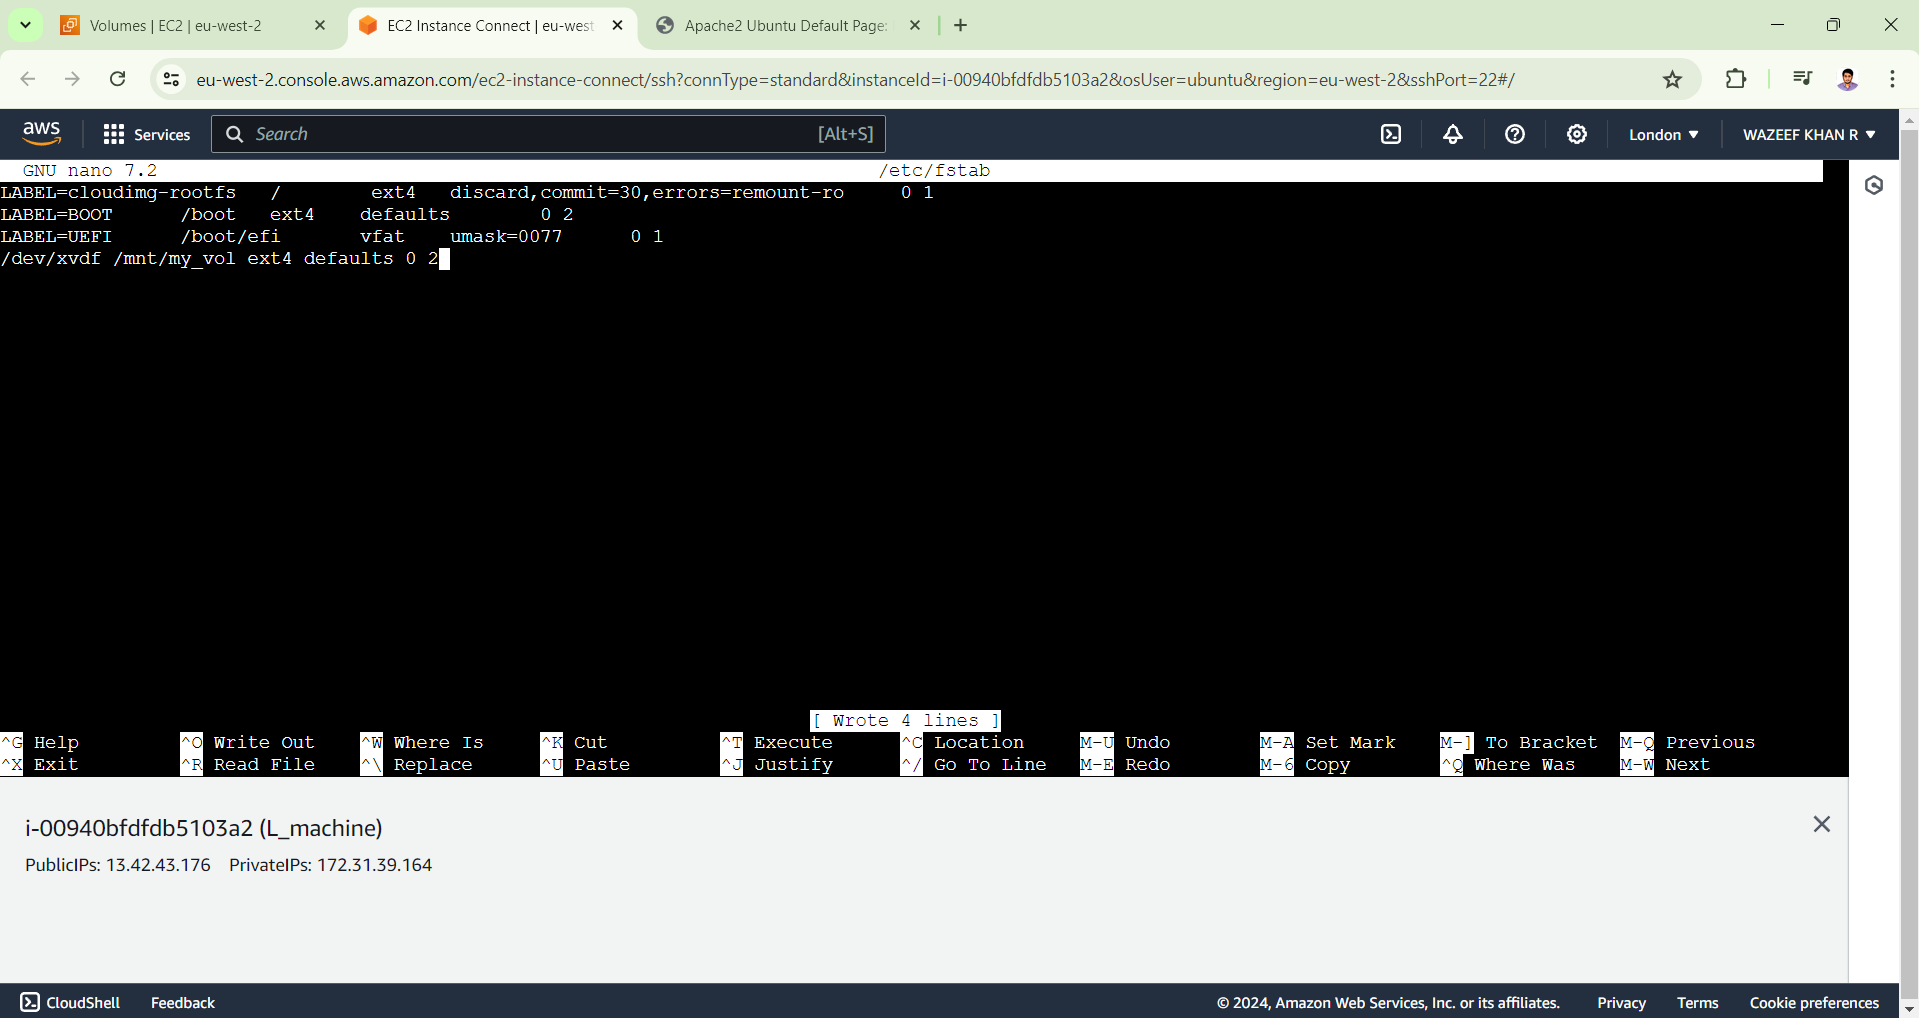 Volumes | EC2 | eu-west-2
EC2 Instance Connect | eu-west
Apache2 Ubuntu Default Page:
eu-west-2.console.aws.amazon.com/ec2-instance-connect/ssh?connType=standard&instanceId=i-00940bfdfdb5103a2&osUser=ubuntu&region=eu-west-2&sshPort=22#/
aws Services Search [Alt+S] London ▼ WAZEEF KHAN R ▼
GNU nano 7.2 /etc/fstab
LABEL=cloudimg-rootfs / ext4 discard,commit=30,errors=remount-ro 0 1
LABEL=BOOT /boot ext4 defaults 0 2
LABEL=UEFI /boot/efi vfat umask=0077 0 1
/dev/xvdf /mnt/my_vol ext4 defaults 0 2
[ Wrote 4 lines ]
^G Help ^O Write Out ^W Where Is ^K Cut ^T Execute ^C Location M-U Undo M-A Set Mark M-] To Bracket M-Q Previous
^X Exit ^R Read File ^\ Replace ^U Paste ^J Justify ^/ Go To Line M-E Redo M-6 Copy ^Q Where Was M-W Next
i-00940bfdfdb5103a2 (L_machine)
PublicIPs: 13.42.43.176 PrivateIPs: 172.31.39.164
CloudShell Feedback © 2024, Amazon Web Services, Inc. or its affiliates. Privacy Terms Cookie preferences